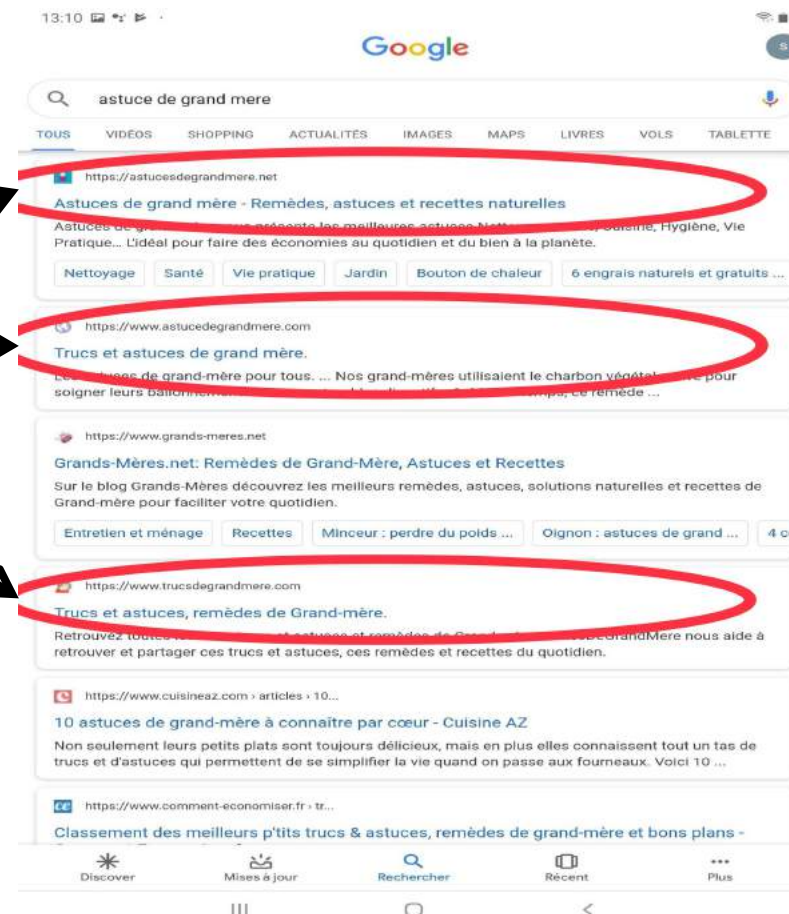 13:10
Google
S
astuce de grand mere
TOUS VIDÉOS SHOPPING ACTUALITÉS IMAGES MAPS LIVRES VOLS TABLETTE
https://astucesdegrandmere.net
Astuces de grand mère - Remèdes, astuces et recettes naturelles
Astuces de les meilleures astuces Cuisine, Hygiène, Vie
Pratique... L'idéal pour faire des économies au quotidien et du bien à la planète.
Nettoyage Santé Vie pratique Jardin Bouton de chaleur 6 engrais naturels et gratuits ...
https://www.astucedegrandmere.com
Trucs et astuces de grand mère.
de grand-mère pour tous. ... Nos grand-mères utilisaient le charbon végétal pour
soigner leurs ce remède ...
https://www.grands-meres.net
Grands-Mères.net: Remèdes de Grand-Mère, Astuces et Recettes
Sur le blog Grands-Mères découvrez les meilleurs remèdes, astuces, solutions naturelles et recettes de
Grand-mère pour faciliter votre quotidien.
Entretien et ménage Recettes Minceur : perdre du poids ... Oignon : astuces de grand ... 4 c
https://www.trucsdegrandmere.com
Trucs et astuces, remèdes de Grand-mère.
Retrouvez nous aide à
retrouver et partager ces trucs et astuces, ces remèdes et recettes du quotidien.
https://www.cuisineaz.com › articles › 10...
10 astuces de grand-mère à connaître par cœur - Cuisine AZ
Non seulement leurs petits plats sont toujours délicieux, mais en plus elles connaissent tout un tas de
trucs et d'astuces qui permettent de se simplifier la vie quand on passe aux fourneaux. Voici 10 ...
ce https://www.comment-economiser.fr › tr...
Classement des meilleurs p'tits trucs & astuces, remèdes de grand-mère et bons plans -
Discover Mises à jour Rechercher Récent Plus